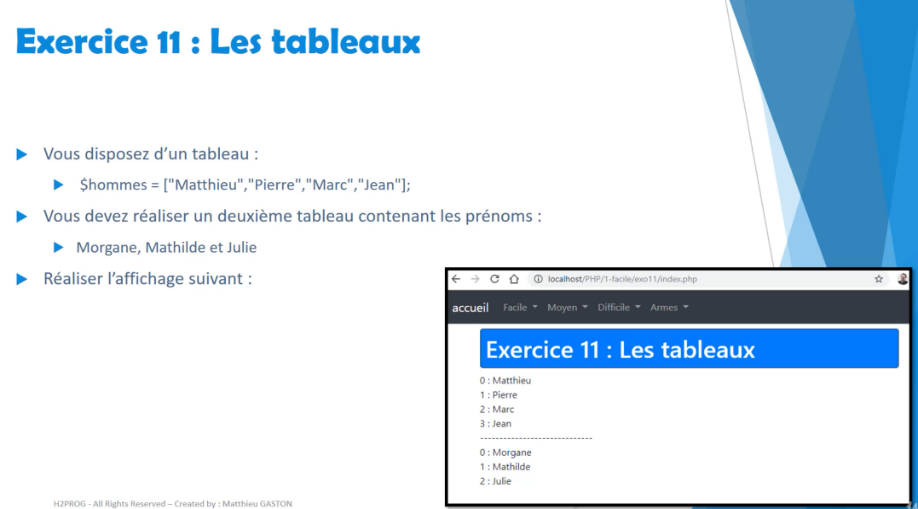 Exercice 11 : Les tableaux
Vous disposez d'un tableau :
$hommes = ["Matthieu","Pierre","Marc","Jean"];
Vous devez réaliser un deuxième tableau contenant les prénoms :
Morgane, Mathilde et Julie
Réaliser l'affichage suivant :
localhost/PHP/1-facile/exo11/index.php
accueil Facile Moyen Difficile Armes
Exercice 11 : Les tableaux
0 : Matthieu
1 : Pierre
2 : Marc
3 : Jean
-----------------------------
0 : Morgane
1 : Mathilde
2 : Julie
H2PROG - All Rights Reserved – Created by : Matthieu GASTON